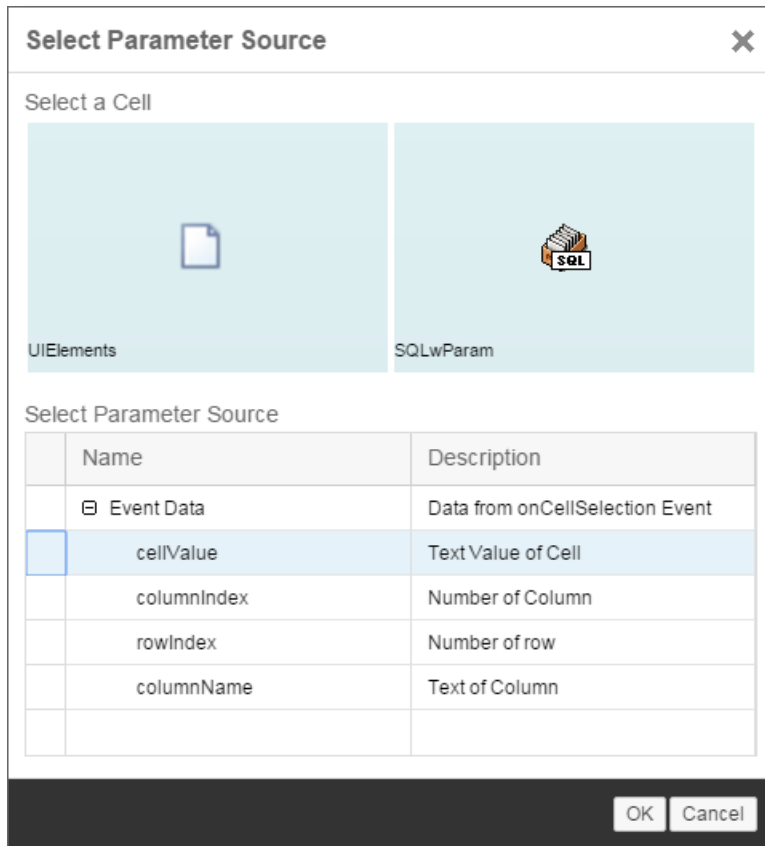 Select Parameter Source
Select a Cell
SQL
UIElements
SQLwParam
Select Parameter Source
Name Description
Event Data Data from onCellSelection Event
cellValue Text Value of Cell
columnIndex Number of Column
rowIndex Number of row
columnName Text of Column
OK Cancel